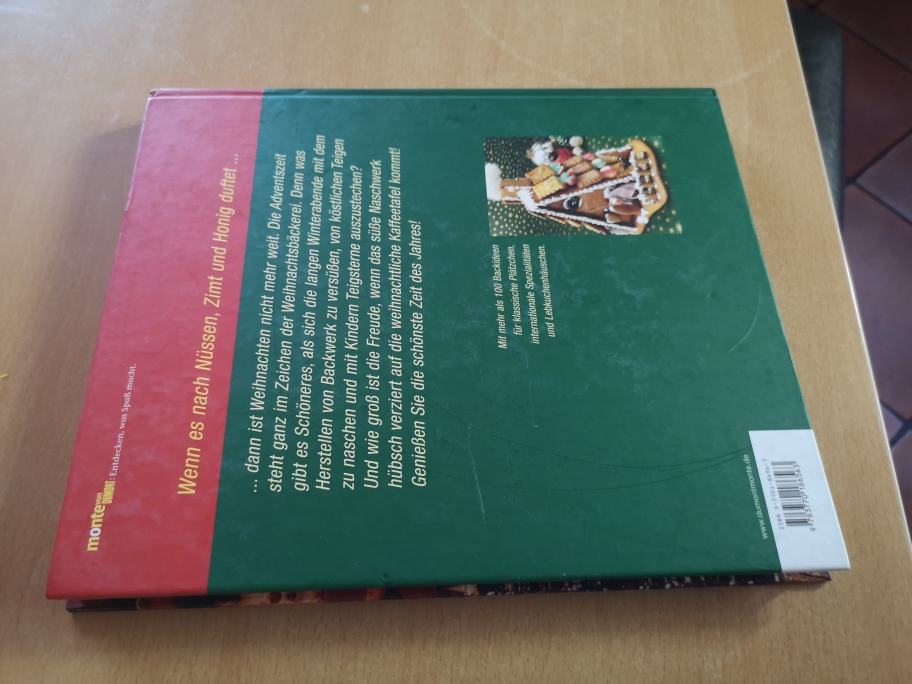 monte von
DUMONT: Entdecken, was Spaß macht.
Wenn es nach Nüssen, Zimt und Honig duftet ...
... dann ist Weihnachten nicht mehr weit. Die Adventszeit
steht ganz im Zeichen der Weihnachtsbäckerei. Denn was
gibt es Schöneres, als sich die langen Winterabende mit dem
Herstellen von Backwerk zu versüßen, von köstlichen Teigen
zu naschen und mit Kindern Teigsterne auszustechen?
Und wie groß ist die Freude, wenn das süße Naschwerk
hübsch verziert auf die weihnachtliche Kaffeetafel kommt!
Genießen Sie die schönste Zeit des Jahres!
Mit mehr als 100 Backideen
für klassische Plätzchen,
internationale Spezialitäten
und Lebkuchenhäuschen.
www.dumontmonte.de
ISBN
9 783770 186563